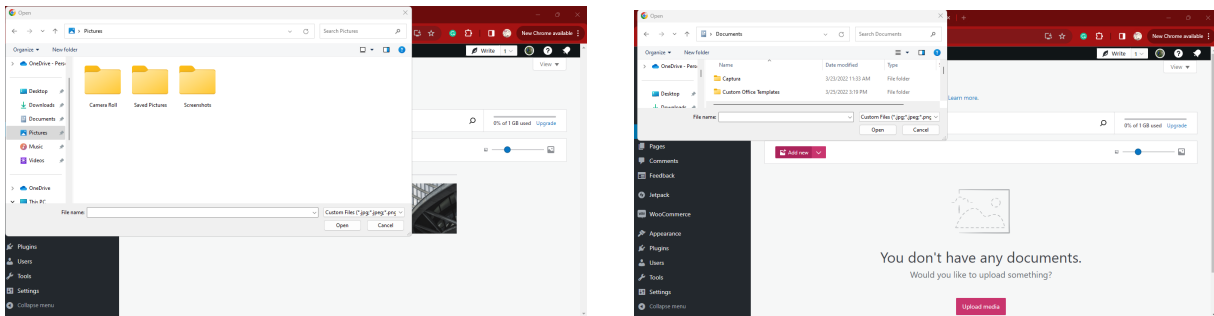 Open
Pictures
Search Pictures
New Chrome available
Organize
New folder
Write
1
View
OneDrive - Pers
Desktop
Downloads
Documents
Pictures
Music
Videos
OneDrive
This PC
Camera Roll
Saved Pictures
Screenshots
0% of 1 GB used
Upgrade
File name:
Custom Files (*.jpg;*.jpeg;*.png
Open
Cancel
Plugins
Users
Tools
Settings
Collapse menu
Open
Documents
Search Documents
New Chrome available
Organize
New folder
Write
1
View
OneDrive - Pers
Desktop
Downloads
Name
Date modified
Type
Captura
3/23/2022 11:33 AM
File folder
Custom Office Templates
5/25/2022 3:19 PM
File folder
Learn more.
File name:
Custom Files (*.jpg;*.jpeg;*.png
Open
Cancel
0% of 1 GB used
Upgrade
Pages
Comments
Feedback
Jetpack
WooCommerce
Appearance
Plugins
Users
Tools
Settings
Collapse menu
Add new
You don't have any documents.
Would you like to upload something?
Upload media